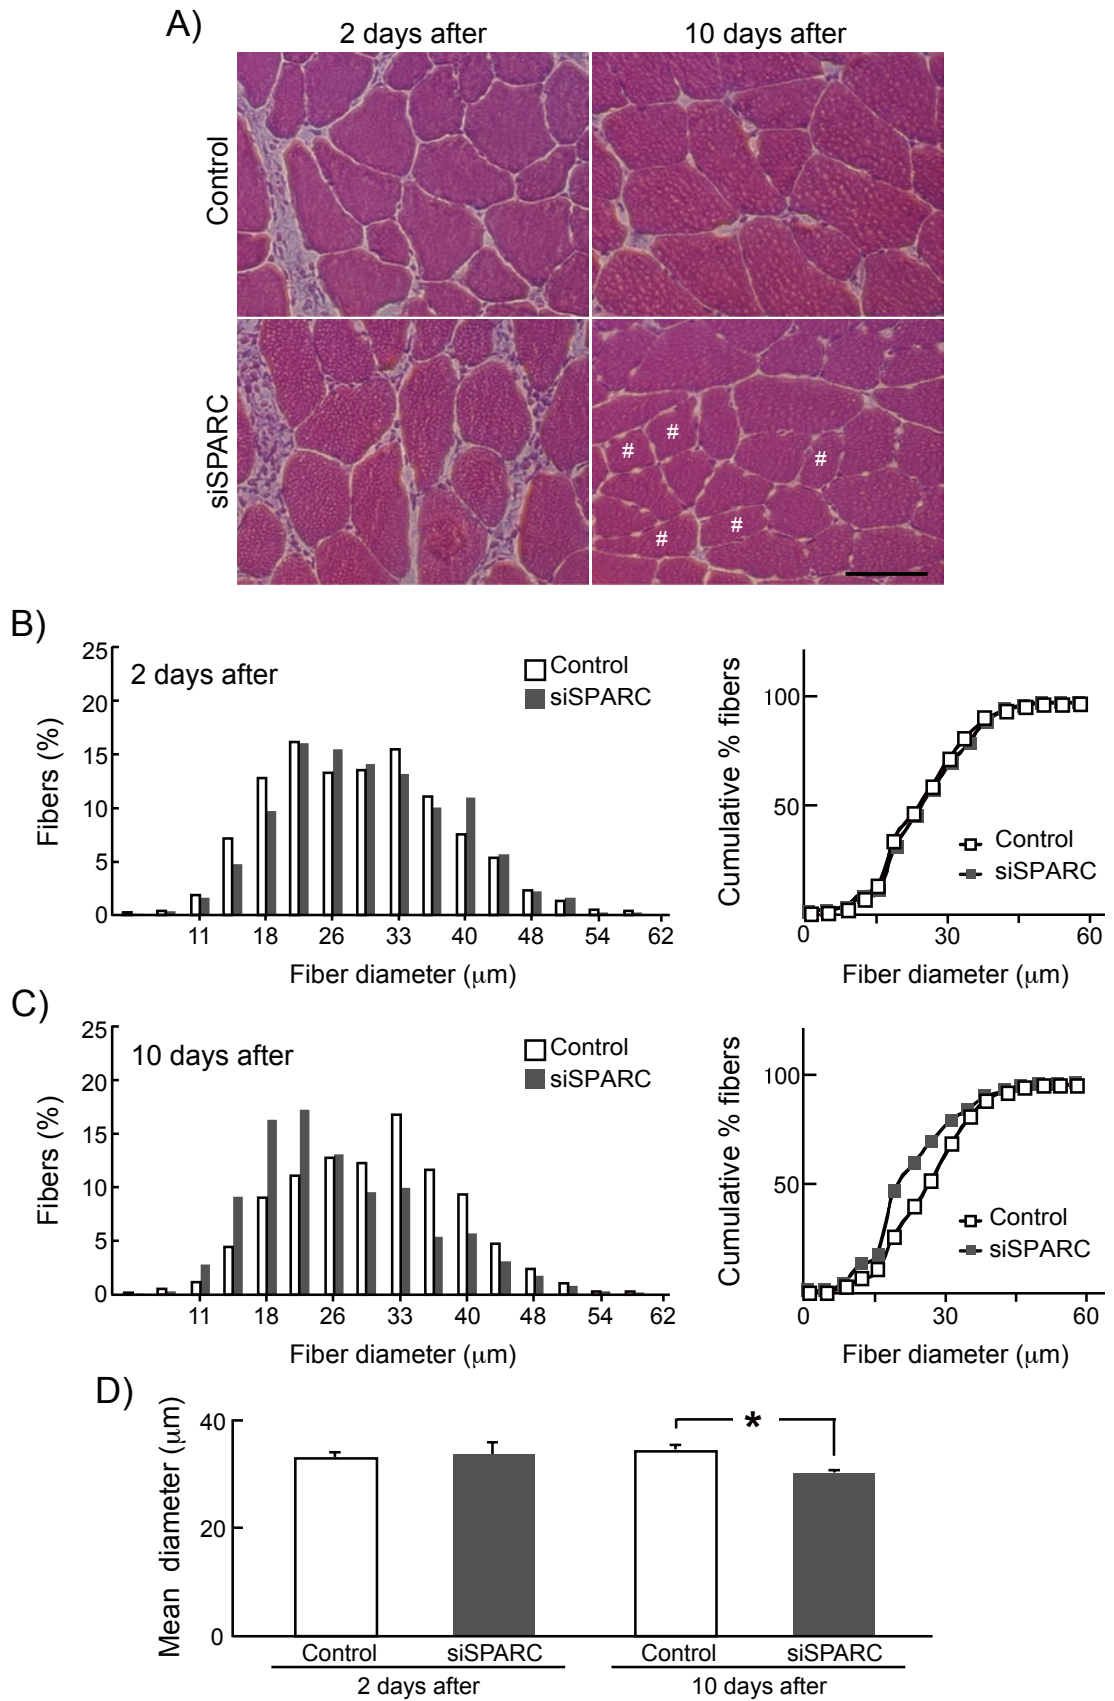 A)
2 days after
10 days after
Control
siSPARC
#
#
#
#
#
B)
25
20
15
10
5
0
Fibers (%)
2 days after
Control
siSPARC
11
18
26
33
40
48
54
62
Fiber diameter (μm)
Cumulative % fibers
100
50
0
30
60
Control
siSPARC
Fiber diameter (μm)
C)
25
20
15
10
5
0
Fibers (%)
10 days after
Control
siSPARC
11
18
26
33
40
48
54
62
Fiber diameter (μm)
Cumulative % fibers
100
50
0
30
60
Control
siSPARC
Fiber diameter (μm)
D)
Mean diameter (μm)
40
20
0
*
Control
siSPARC
Control
siSPARC
2 days after
10 days after